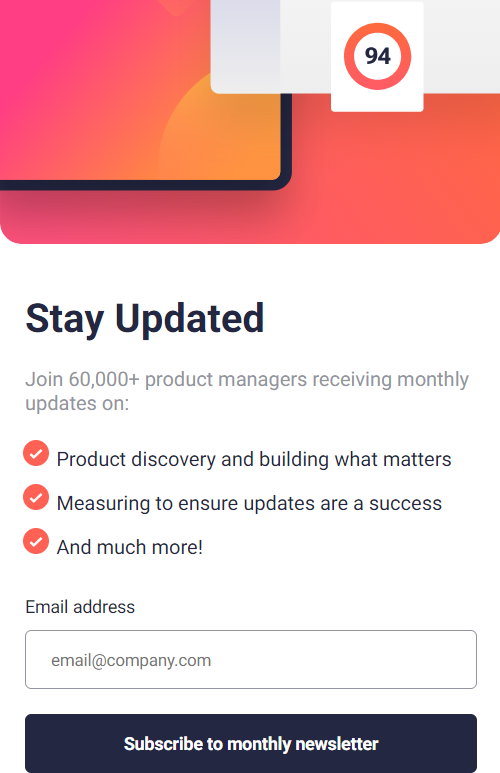 94
Stay Updated
Join 60,000+ product managers receiving monthly
updates on:
Product discovery and building what matters
Measuring to ensure updates are a success
And much more!
Email address
email@company.com
Subscribe to monthly newsletter